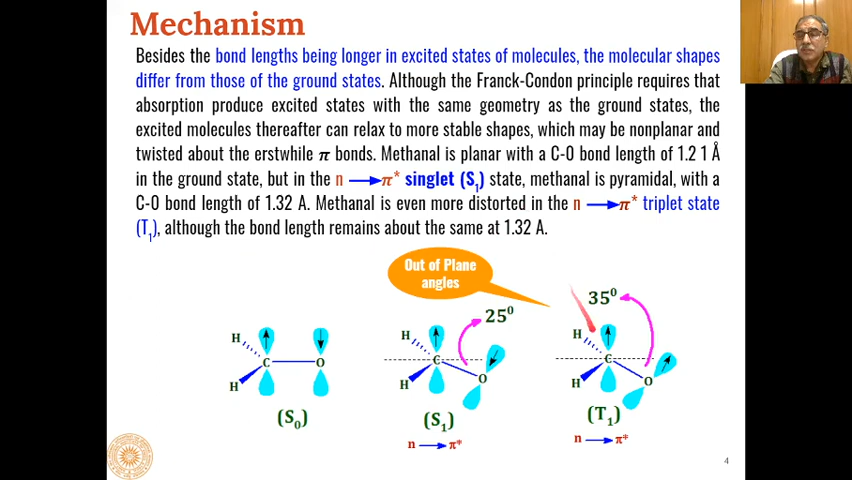 Mechanism
Besides the bond lengths being longer in excited states of molecules, the molecular shapes
differ from those of the ground states. Although the Franck-Condon principle requires that
absorption produce excited states with the same geometry as the ground states, the
excited molecules thereafter can relax to more stable shapes, which may be nonplanar and
twisted about the erstwhile π bonds. Methanal is planar with a C-O bond length of 1.2 1 Å
in the ground state, but in the n → π* singlet (S1) state, methanal is pyramidal, with a
C-O bond length of 1.32 A. Methanal is even more distorted in the n → π* triplet state
(T1), although the bond length remains about the same at 1.32 A.
Out of Plane
angles
25⁰
35⁰
H
C
O
H
(S0)
H
C
O
H
(S1)
n → π*
H
C
O
H
(T1)
n → π*
4